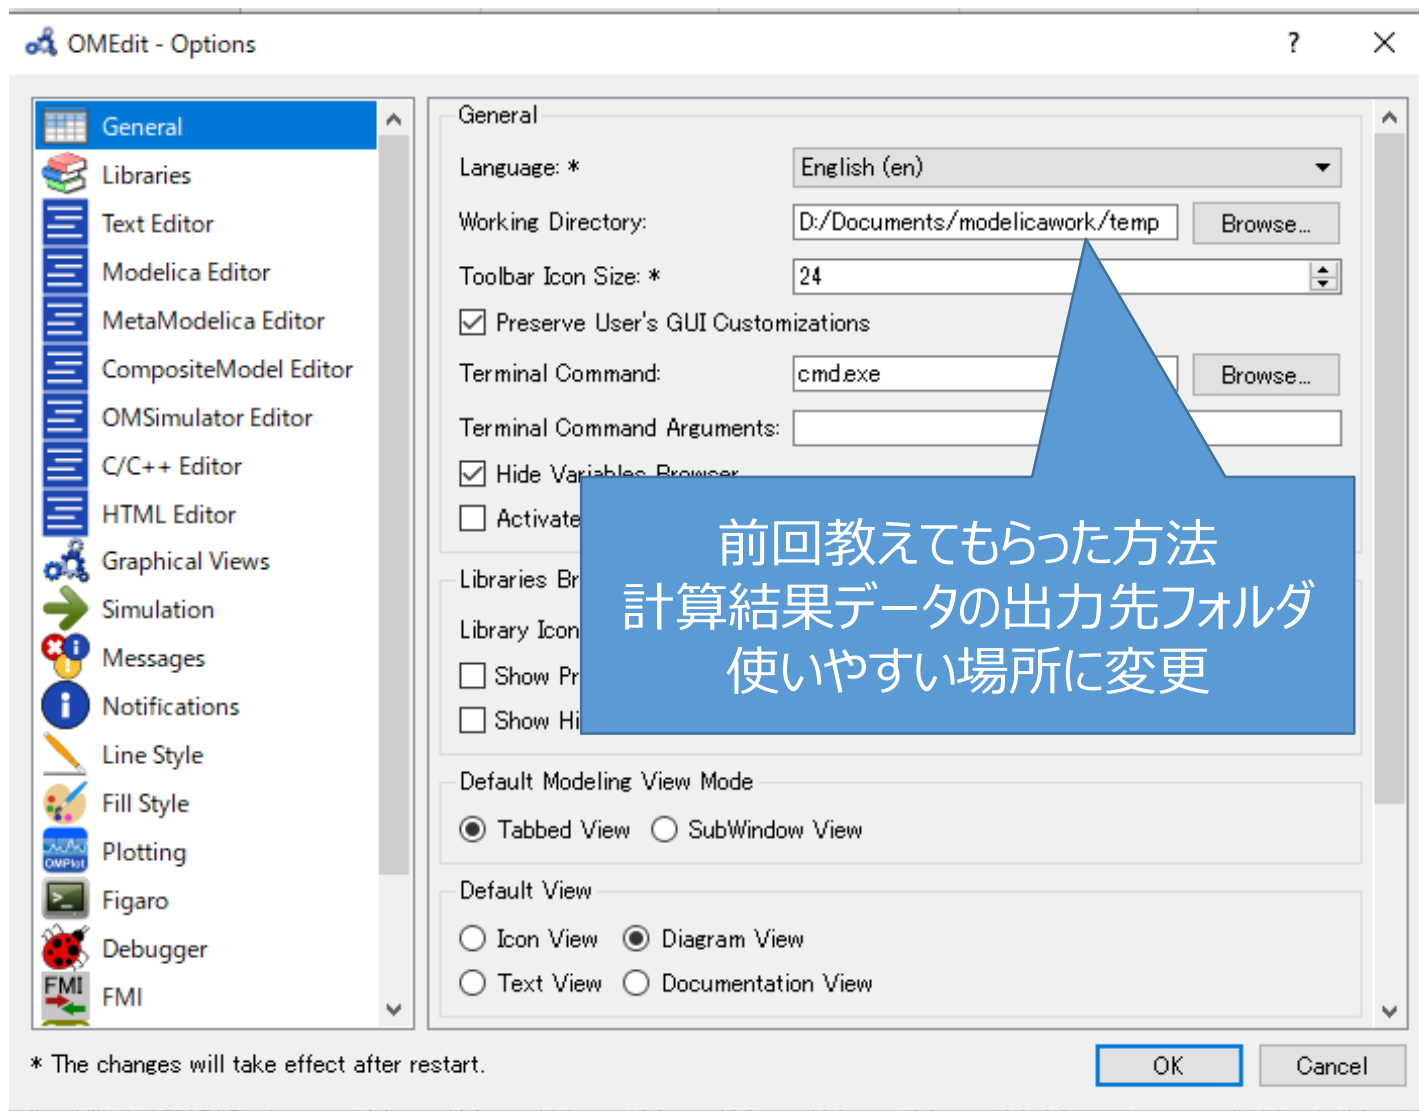 OMEdit - Options
?
General
Libraries
Text Editor
Modelica Editor
MetaModelica Editor
CompositeModel Editor
OMSimulator Editor
C/C++ Editor
HTML Editor
Graphical Views
Simulation
Messages
Notifications
Line Style
Fill Style
OMPlot
Plotting
Figaro
Debugger
FMI
FMI
General
Language: *
English (en)
Working Directory:
D:/Documents/modelicawork/temp
Browse...
Toolbar Icon Size: *
24
Preserve User's GUI Customizations
Terminal Command:
cmd.exe
Browse...
Terminal Command Arguments:
Hide Variables Browser
Activate
Libraries Br
Library Icon
Show Pr
Show Hi
前回教えてもらった方法
計算結果データの出力先フォルダ
使いやすい場所に変更
Default Modeling View Mode
Tabbed View
SubWindow View
Default View
Icon View
Diagram View
Text View
Documentation View
* The changes will take effect after restart.
OK
Cancel